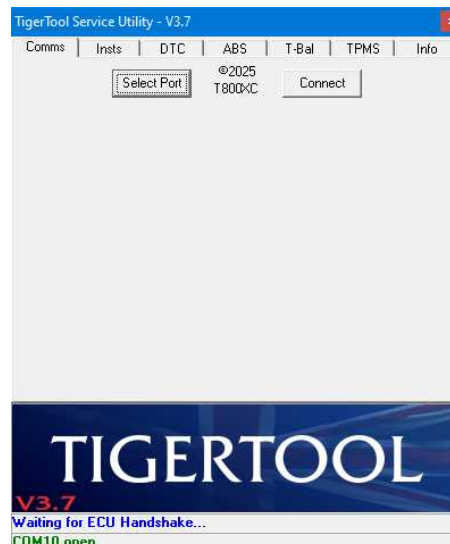 TigerTool Service Utility - V3.7
Comms Insts DTC ABS T-Bal TPMS Info
Select Port ©2025 T800XC Connect
TIGERTOOL
V3.7
Waiting for ECU Handshake...
COM10 open